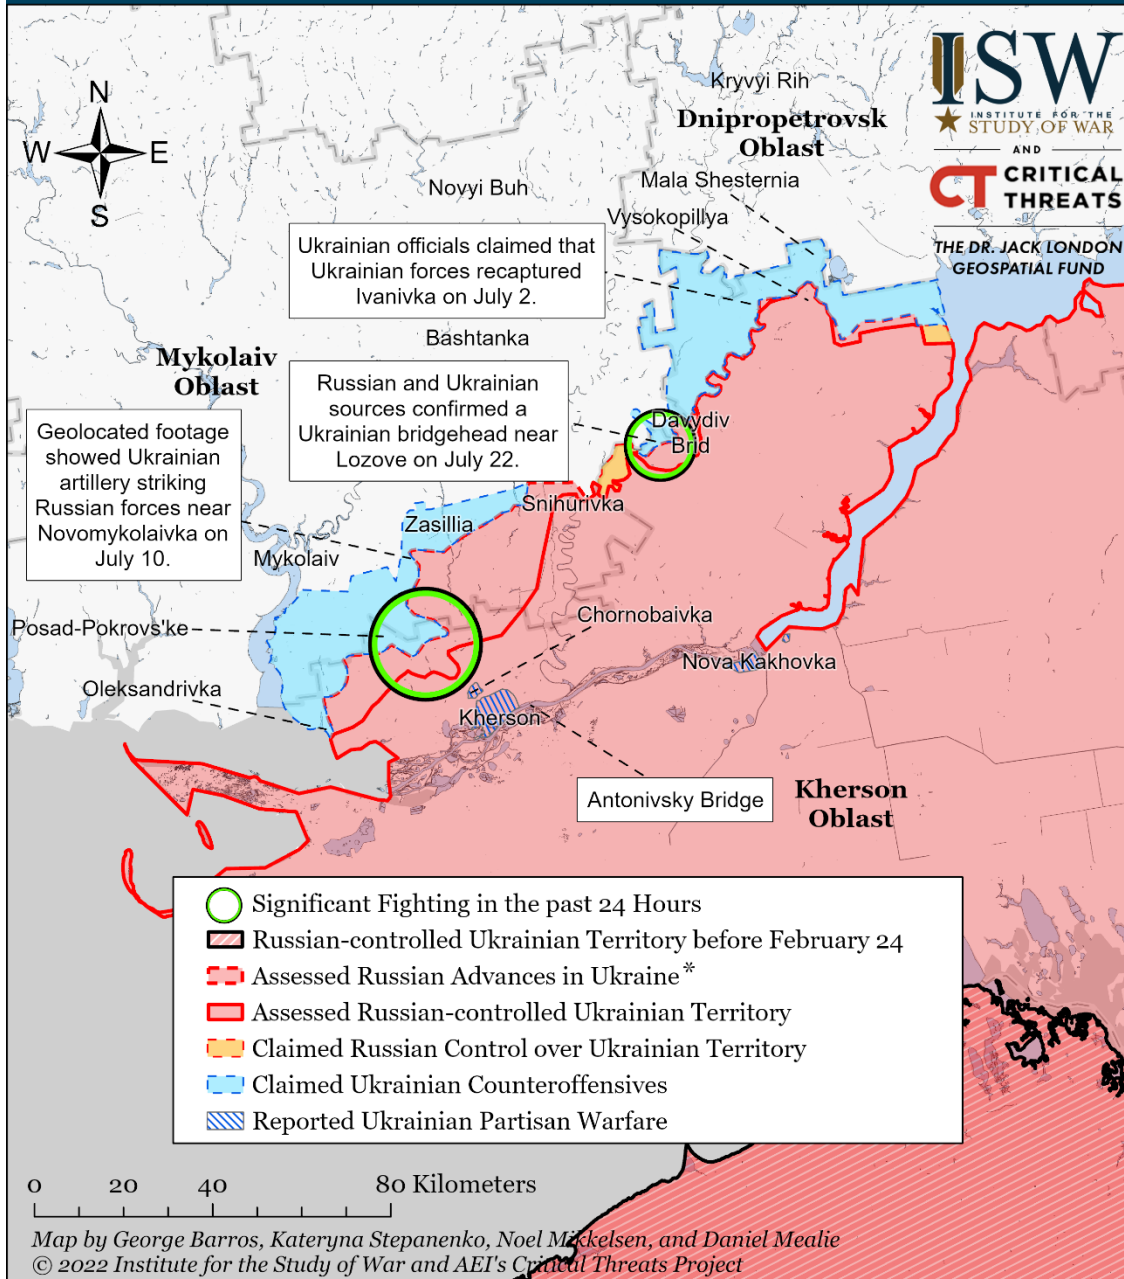 N
W
E
S
ISW
INSTITUTE FOR THE
STUDY OF WAR
AND
CT CRITICAL
THREATS
THE DR. JACK LONDON
GEOSPATIAL FUND
Kryvyi Rih
Dnipropetrovsk
Oblast
Mala Shesternia
Novyi Buh
Vysokopillya
Ukrainian officials claimed that
Ukrainian forces recaptured
Ivanivka on July 2.
Bashtanka
Mykolaiv
Oblast
Russian and Ukrainian
sources confirmed a
Ukrainian bridgehead near
Lozove on July 22.
Davydiv
Brid
Geolocated footage
showed Ukrainian
artillery striking
Russian forces near
Novomykolaivka on
July 10.
Snihurivka
Zasillia
Mykolaiv
Chornobaivka
Posad-Pokrovs'ke
Nova Kakhovka
Oleksandrivka
Kherson
Antonivsky Bridge
Kherson
Oblast
Significant Fighting in the past 24 Hours
Russian-controlled Ukrainian Territory before February 24
Assessed Russian Advances in Ukraine*
Assessed Russian-controlled Ukrainian Territory
Claimed Russian Control over Ukrainian Territory
Claimed Ukrainian Counteroffensives
Reported Ukrainian Partisan Warfare
0 20 40 80 Kilometers
Map by George Barros, Kateryna Stepanenko, Noel Mikkelsen, and Daniel Mealie
© 2022 Institute for the Study of War and AEI's Critical Threats Project